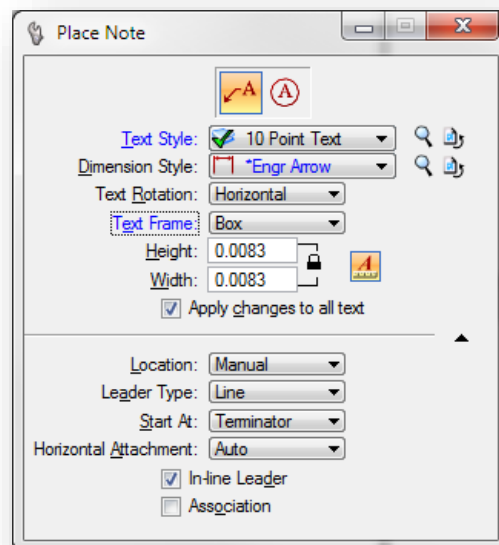 Place Note
A A
Text Style: 10 Point Text
Dimension Style: *Engr Arrow
Text Rotation: Horizontal
Text Frame: Box
Height: 0.0083
Width: 0.0083
A
Apply changes to all text
Location: Manual
Leader Type: Line
Start At: Terminator
Horizontal Attachment: Auto
In-line Leader
Association